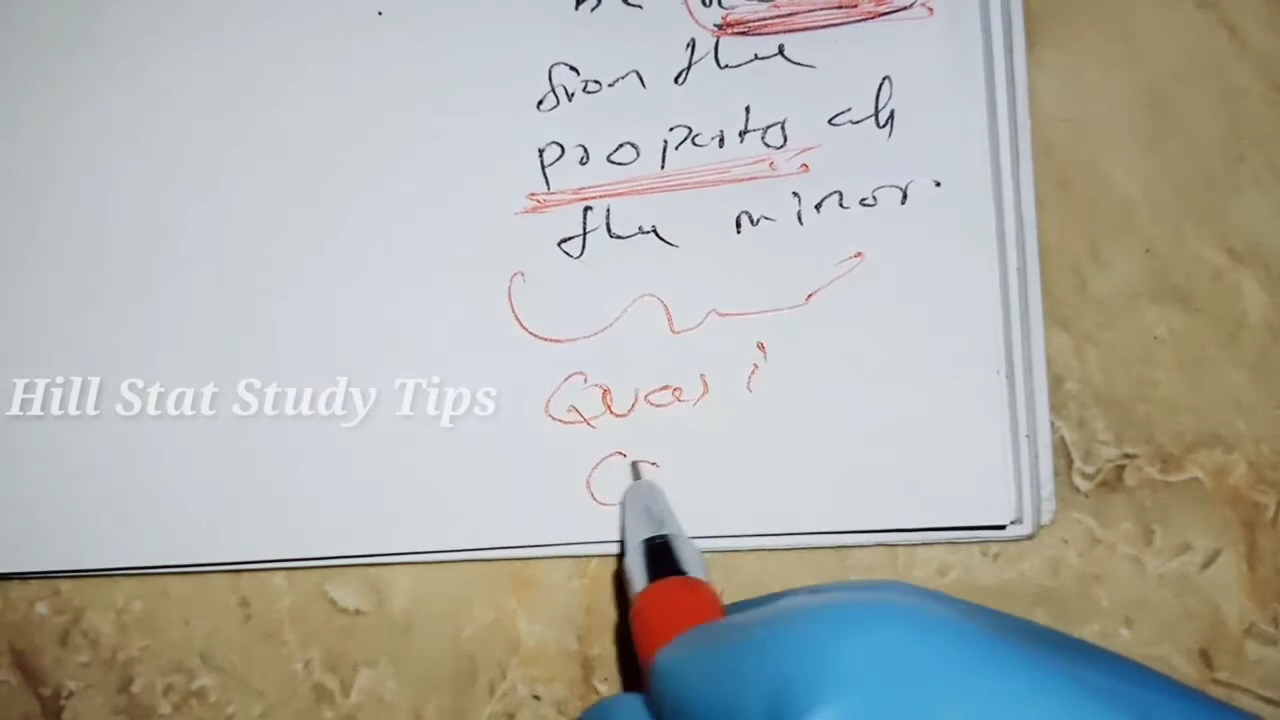 from the
property of
the minor.
Quasi
C
Hill Stat Study Tips